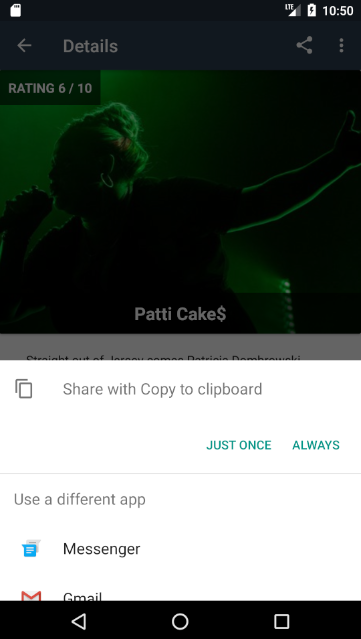 LTE 10:50
Details
RATING 6 / 10
Patti Cake$
Straight out of Jersey comes Patricia Dombrowski,
Share with Copy to clipboard
JUST ONCE ALWAYS
Use a different app
Messenger
Gmail